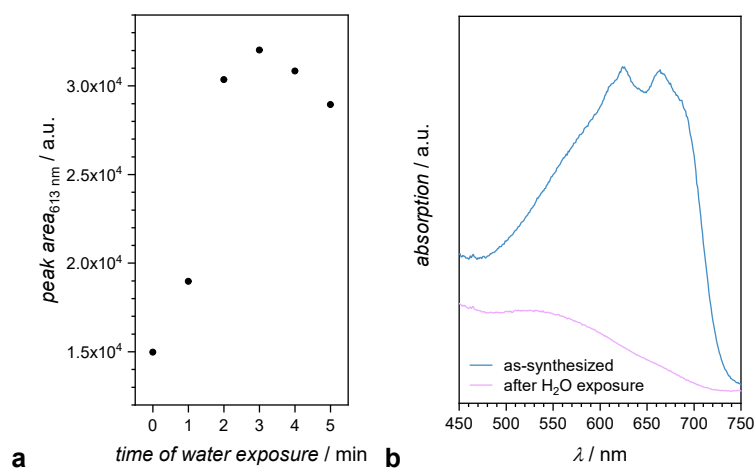 peak area613 nm / a.u.
3.0x10⁴
2.5x10⁴
2.0x10⁴
1.5x10⁴
0 1 2 3 4 5
time of water exposure / min
a
absorption / a.u.
as-synthesized
after H₂O exposure
450 500 550 600 650 700 750
λ / nm
b